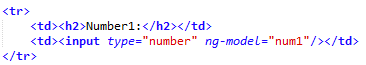 <tr>
<td><h2>Number1:</h2></td>
<td><input type="number" ng-model="num1"/></td>
</tr>